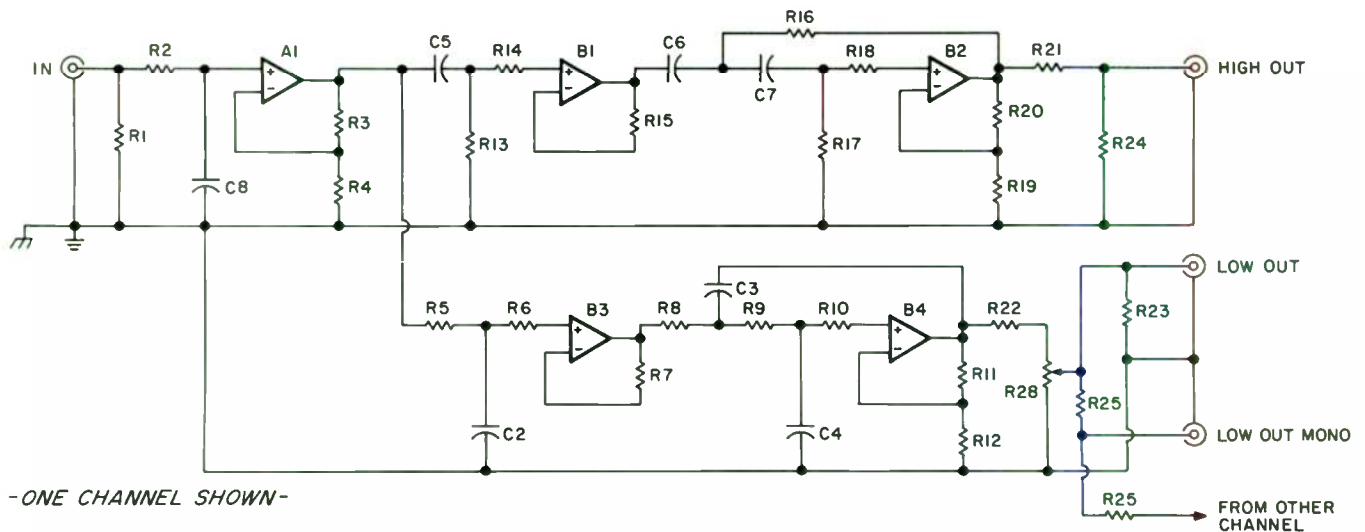 R16
R2
A1
C5
R14
B1
C6
R18
B2
R21
IN
HIGH OUT
C7
R3
R15
R20
R1
R13
R17
R24
C8
R4
R19
LOW OUT
C3
R5
R6
B3
R8
R9
R10
B4
R22
R23
R7
R11
R28
R25
C2
C4
R12
LOW OUT MONO
-ONE CHANNEL SHOWN-
R25
FROM OTHER
CHANNEL